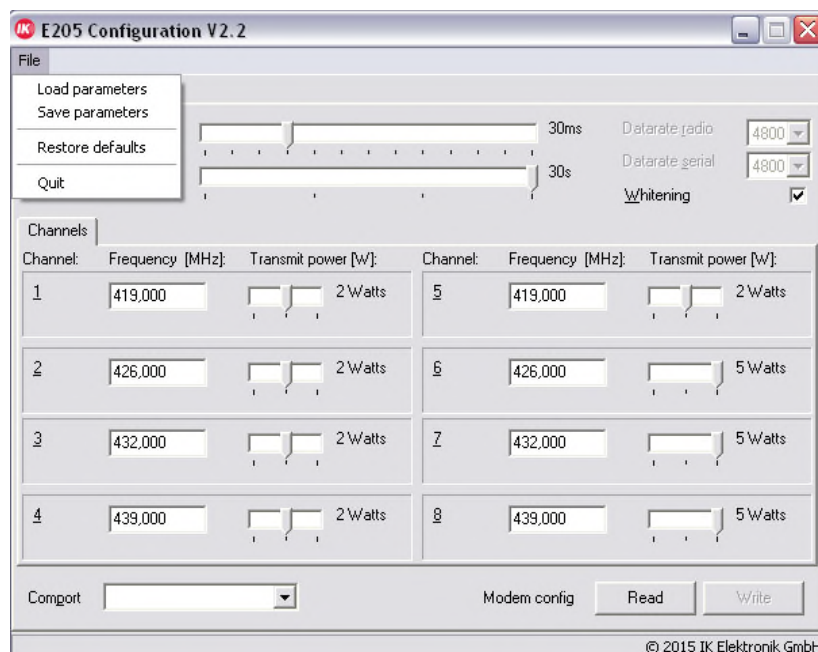 IK E205 Configuration V2.2
File
Load parameters
Save parameters
Restore defaults
Quit
30ms
30s
Datarate radio 4800
Datarate serial 4800
Whitening
Channels
Channel: Frequency [MHz]: Transmit power [W]: Channel: Frequency [MHz]: Transmit power [W]:
1 419,000 2 Watts 5 419,000 2 Watts
2 426,000 2 Watts 6 426,000 5 Watts
3 432,000 2 Watts 7 432,000 5 Watts
4 439,000 2 Watts 8 439,000 5 Watts
Comport Modem config Read Write
© 2015 IK Elektronik GmbH